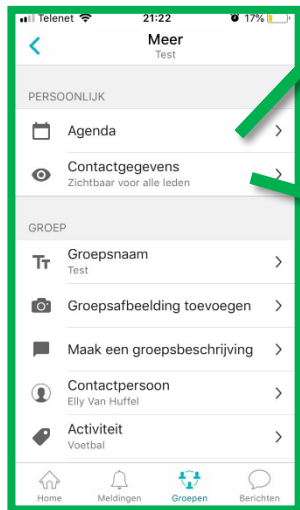 Telenet 21:22 17%
Meer
Test
PERSOONLIJK
Agenda
Contactgegevens
Zichtbaar voor alle leden
GROEP
Tт Groepsnaam
Test
Groepsafbeelding toevoegen
Maak een groepsbeschrijving
Contactpersoon
Elly Van Huffel
Activiteit
Voetbal
Home Meldingen Groepen Berichten